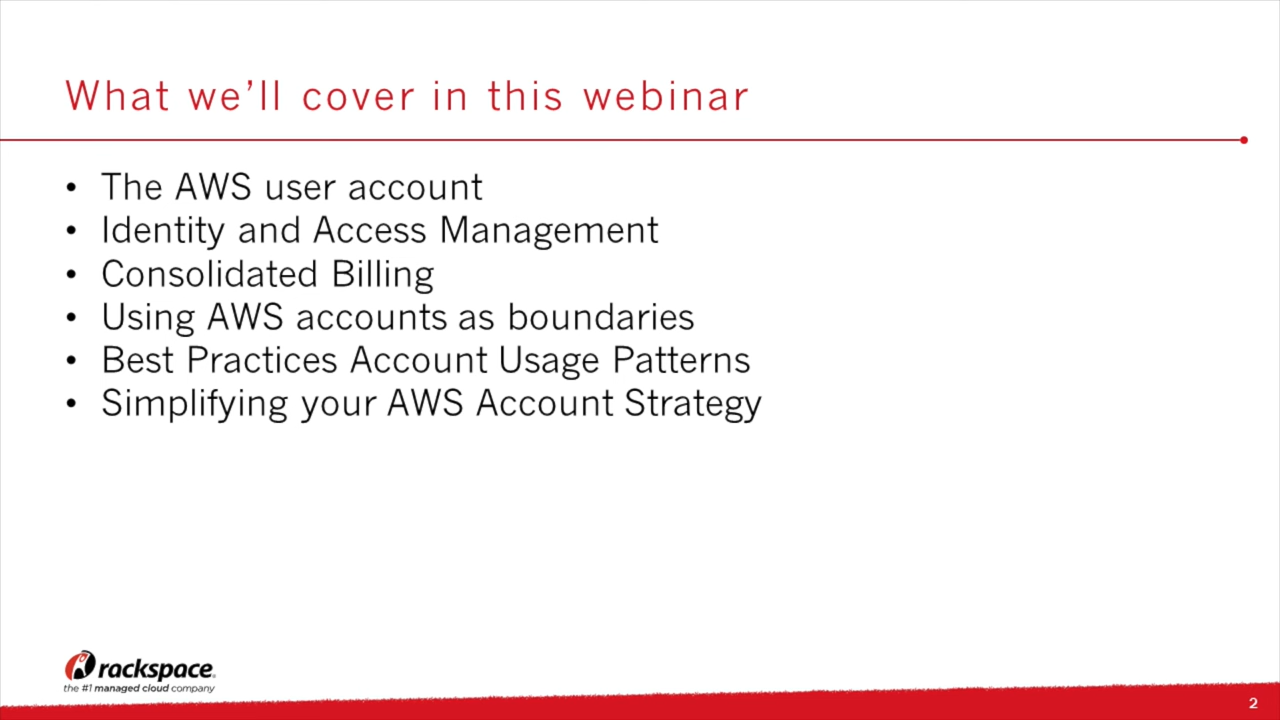 What we’ll cover in this webinar
• The AWS user account
• Identity and Access Management
• Consolidated Billing
• Using AWS accounts as boundaries
• Best Practices Account Usage Patterns
• Simplifying your AWS Account Strategy
rackspace.
the #1 managed cloud company
2